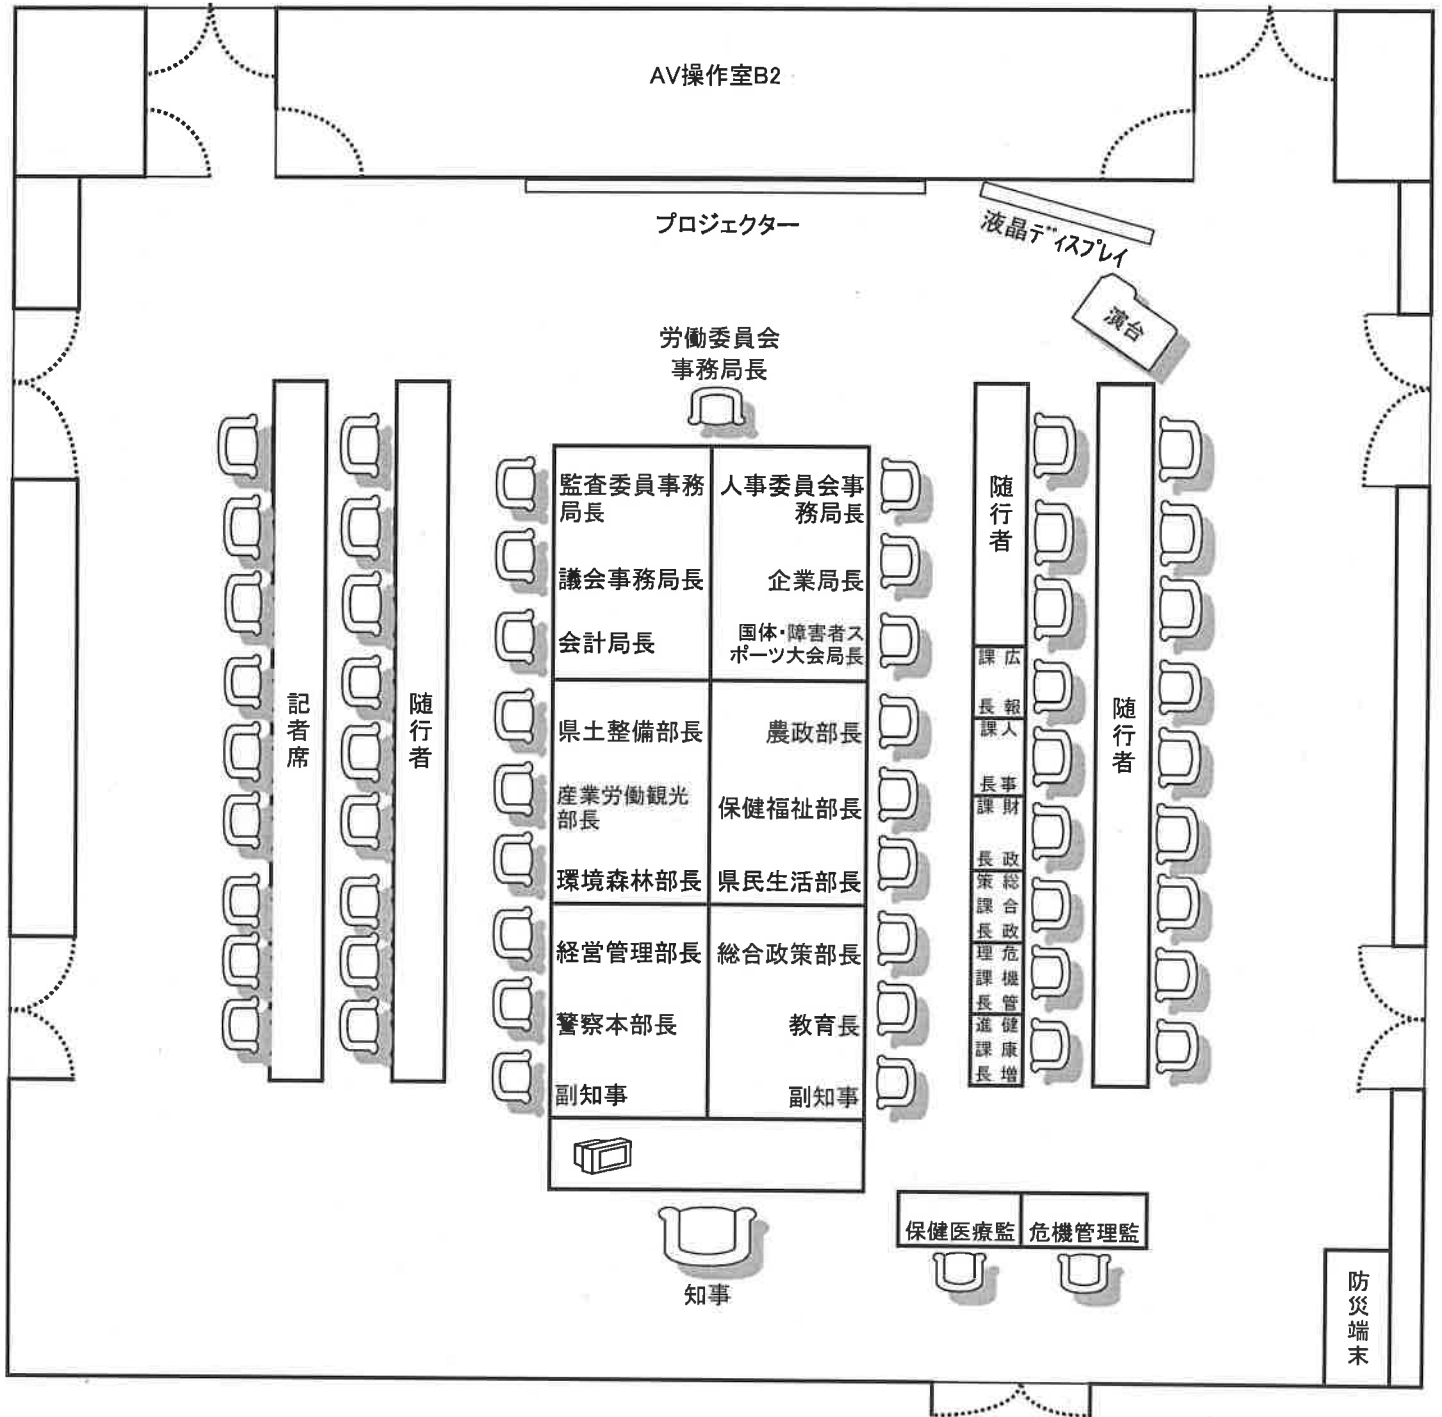 AV操作室B2
プロジェクター
液晶ディスプレイ
演台
労働委員会
事務局長
監査委員事務
局長
人事委員会事
務局長
議会事務局長
企業局長
会計局長
国体・障害者ス
ポーツ大会局長
県土整備部長
農政部長
産業労働観光
部長
保健福祉部長
環境森林部長
県民生活部長
経営管理部長
総合政策部長
警察本部長
教育長
副知事
副知事
記者席
随行者
随行者
広報
課長
人事
課長
財政
課長
総合政
策課長
危機管
理課長
健康増
進課長
随行者
知事
保健医療監
危機管理監
防災端末